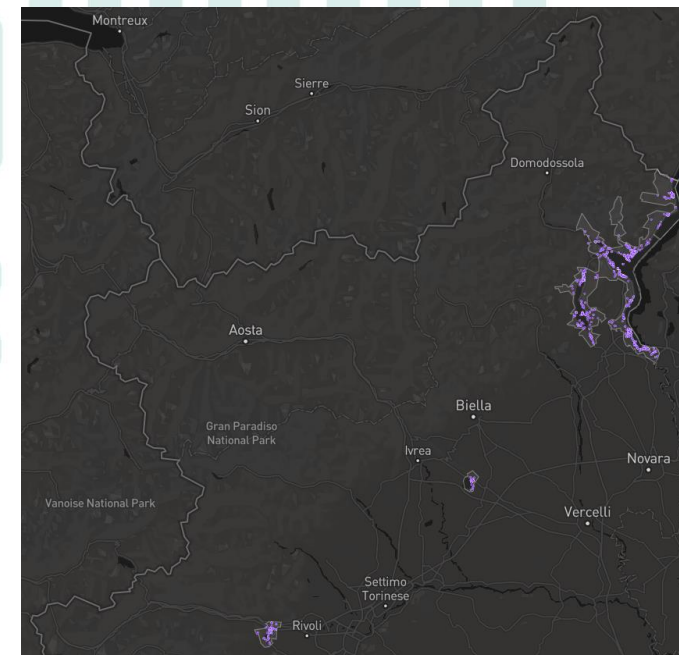 Montreux
Sierre
Sion
Domodossola
Aosta
Biella
Gran Paradiso
National Park
Ivrea
Novara
Vanoise National Park
Vercelli
Settimo
Torinese
Rivoli